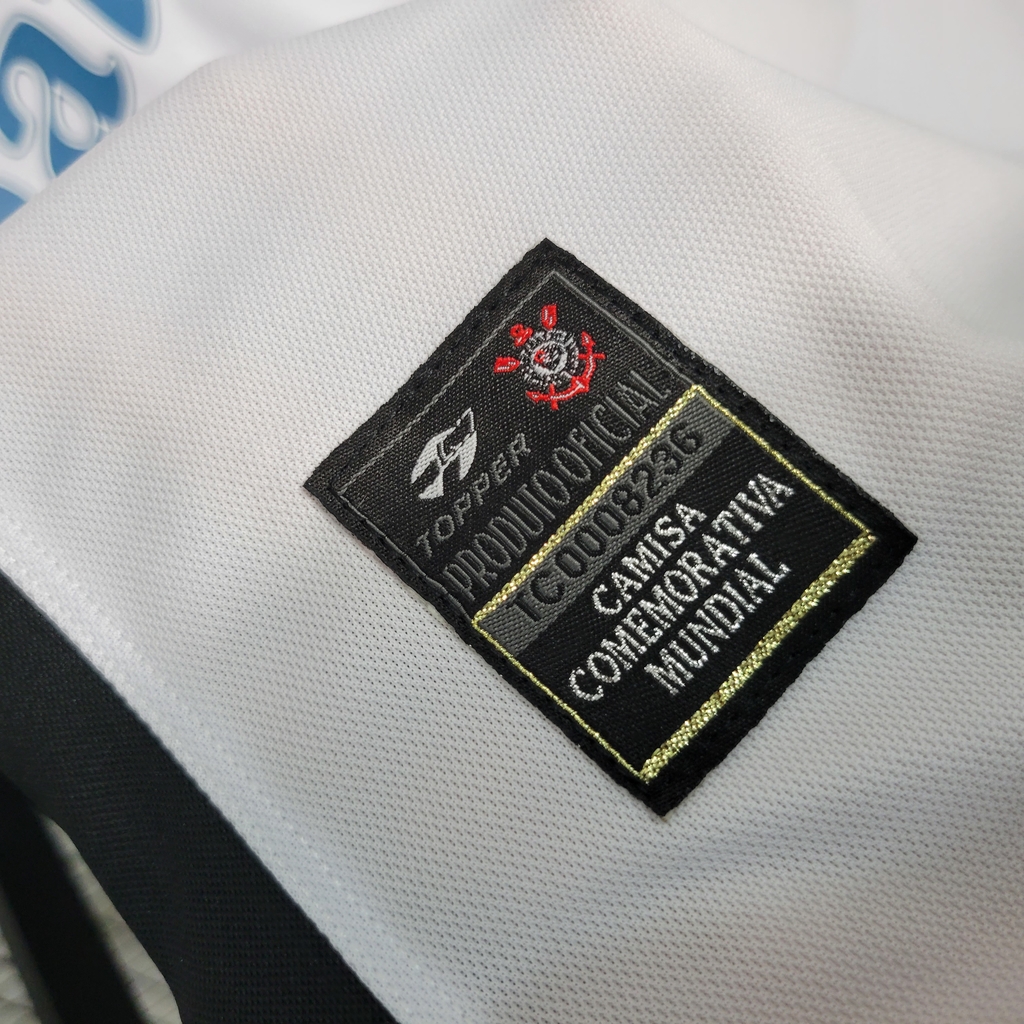 TOPPER
PRODUTO OFICIAL
TC0008236
CAMISA
COMEMORATIVA
MUNDIAL